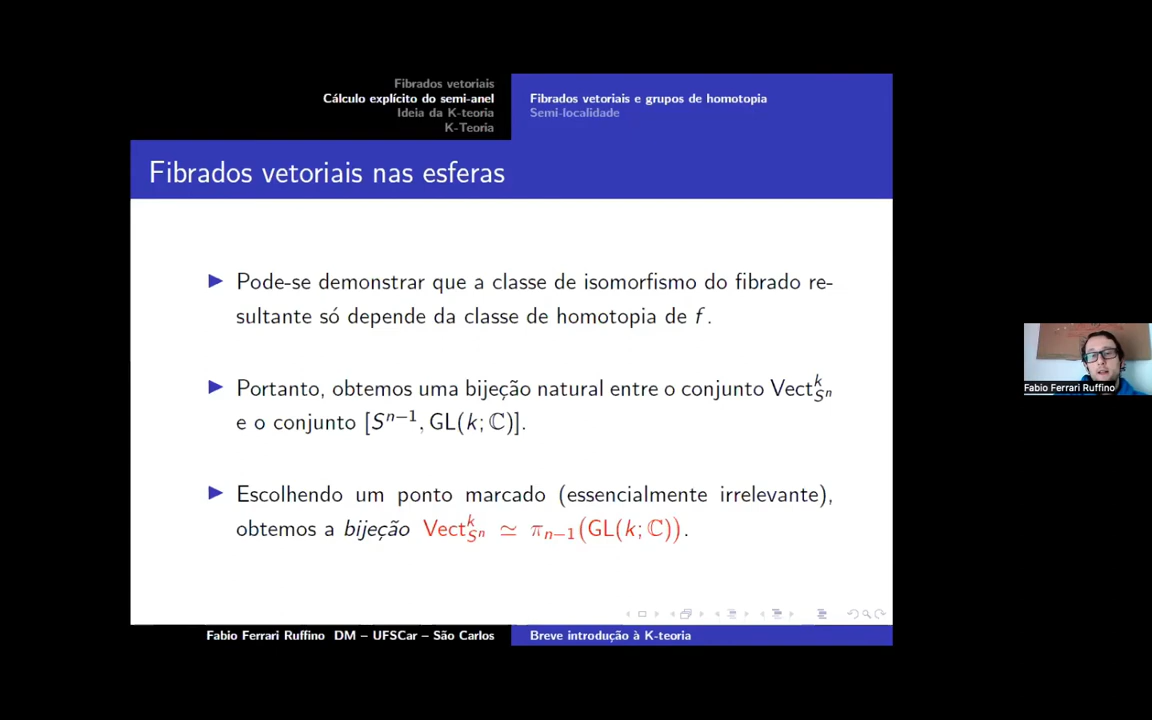 Fibrados vetoriais
Cálculo explícito do semi-anel
Ideia da K-teoria
K-Teoria
Fibrados vetoriais e grupos de homotopia
Semi-localidade
Fibrados vetoriais nas esferas
▶ Pode-se demonstrar que a classe de isomorfismo do fibrado re-
sultante só depende da classe de homotopia de f.
▶ Portanto, obtemos uma bijeção natural entre o conjunto Vect^k_{S^n}
e o conjunto [S^{n−1}, GL(k; ℂ)].
▶ Escolhendo um ponto marcado (essencialmente irrelevante),
obtemos a bijeção Vect^k_{S^n} ≃ π_{n−1}(GL(k; ℂ)).
Fabio Ferrari Ruffino DM – UFSCar – São Carlos
Breve introdução à K-teoria
Fabio Ferrari Ruffino